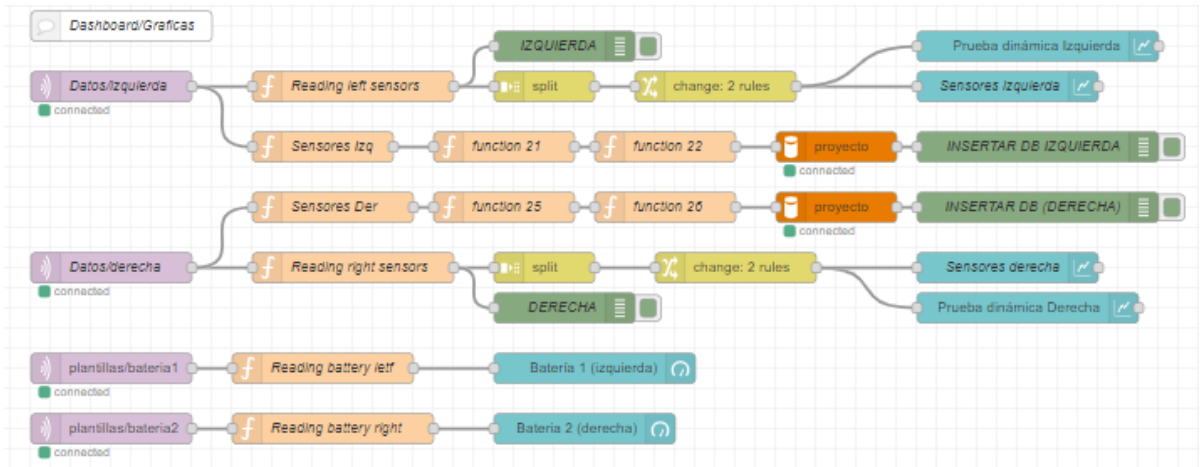 Dashboard/Graficas
IZQUIERDA
Prueba dinámica Izquierda
Datos/Izquierda
Reading left sensors
split
change: 2 rules
Sensores Izquierda
connected
Sensores Izq
function 21
function 22
proyecto
INSERTAR DB IZQUIERDA
connected
Sensores Der
function 25
function 26
proyecto
INSERTAR DB (DERECHA)
connected
Datos/derecha
Reading right sensors
split
change: 2 rules
Sensores derecha
connected
DERECHA
Prueba dinámica Derecha
plantillas/bateria1
Reading battery letf
Batería 1 (izquierda)
connected
plantillas/bateria2
Reading battery right
Bateria 2 (derecha)
connected